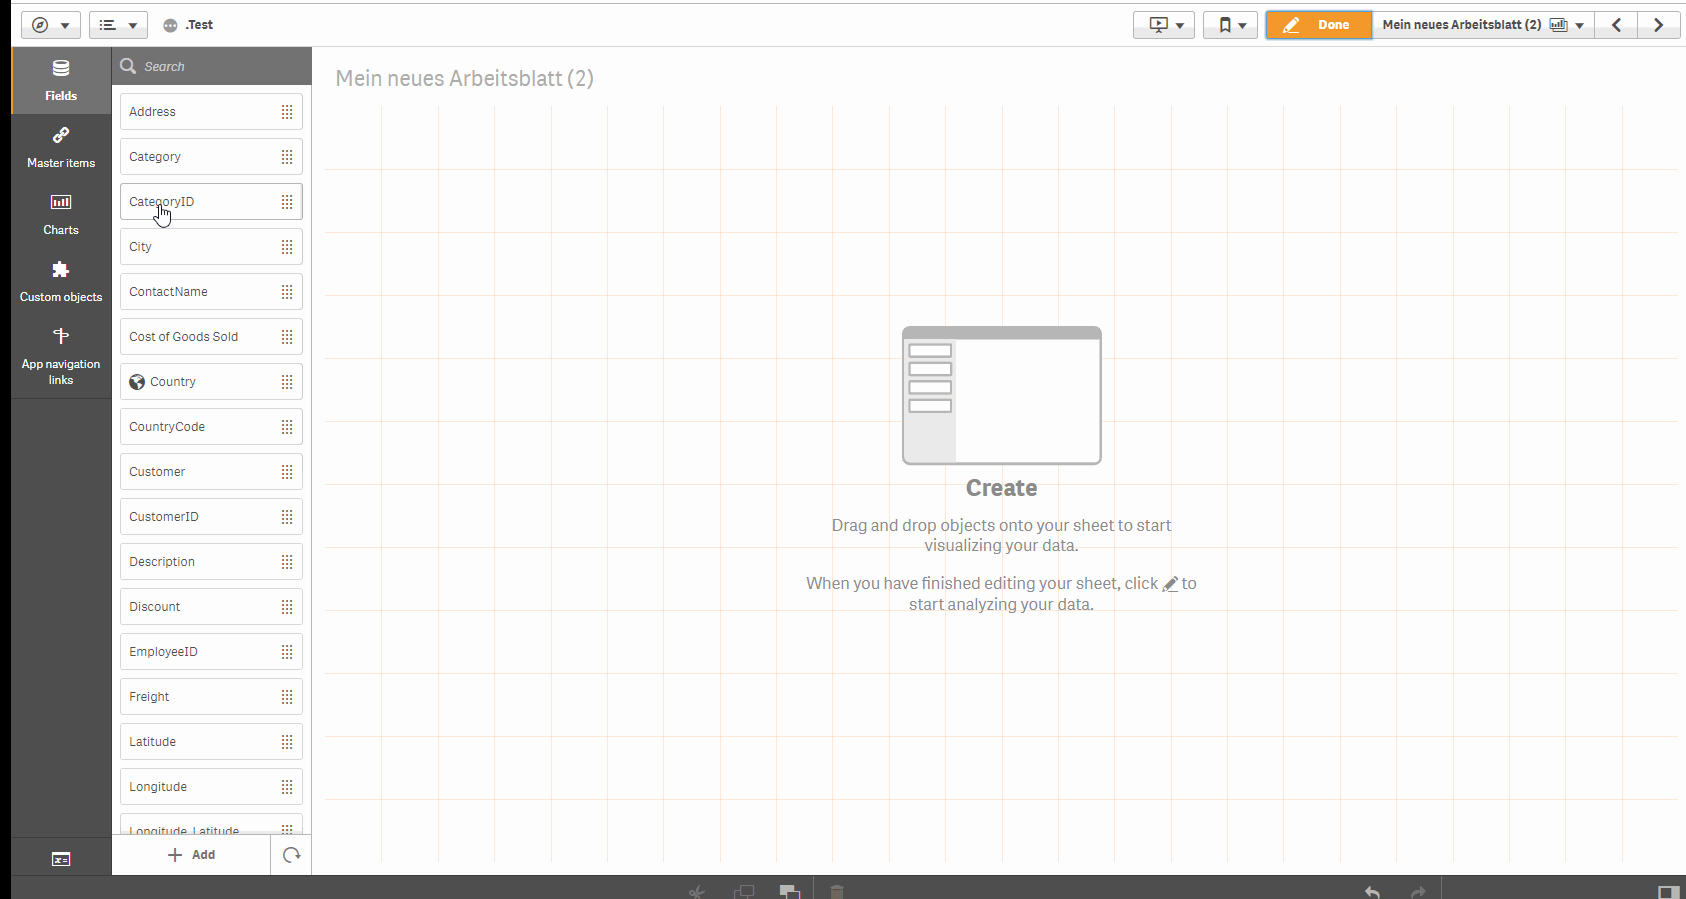 .Test
Done
Mein neues Arbeitsblatt (2)
Fields
Master items
Charts
Custom objects
App navigation
links
Search
Address
Category
CategoryID
City
ContactName
Cost of Goods Sold
Country
CountryCode
Customer
CustomerID
Description
Discount
EmployeeID
Freight
Latitude
Longitude
Longitude_Latitude
Add
Mein neues Arbeitsblatt (2)
Create
Drag and drop objects onto your sheet to start
visualizing your data.
When you have finished editing your sheet, click to
start analyzing your data.